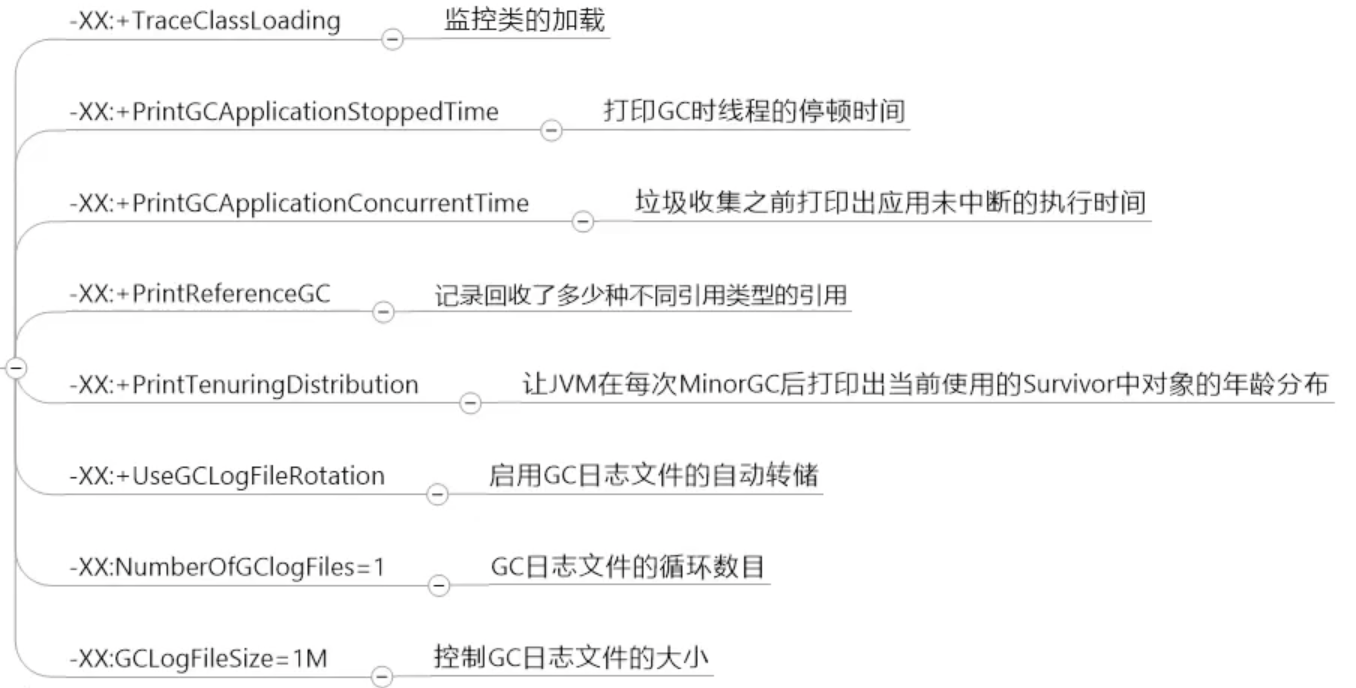 -XX:+TraceClassLoading 监控类的加载
-XX:+PrintGCApplicationStoppedTime 打印GC时线程的停顿时间
-XX:+PrintGCApplicationConcurrentTime 垃圾收集之前打印出应用未中断的执行时间
-XX:+PrintReferenceGC 记录回收了多少种不同引用类型的引用
-XX:+PrintTenuringDistribution 让JVM在每次MinorGC后打印出当前使用的Survivor中对象的年龄分布
-XX:+UseGCLogFileRotation 启用GC日志文件的自动转储
-XX:NumberOfGClogFiles=1 GC日志文件的循环数目
-XX:GCLogFileSize=1M 控制GC日志文件的大小